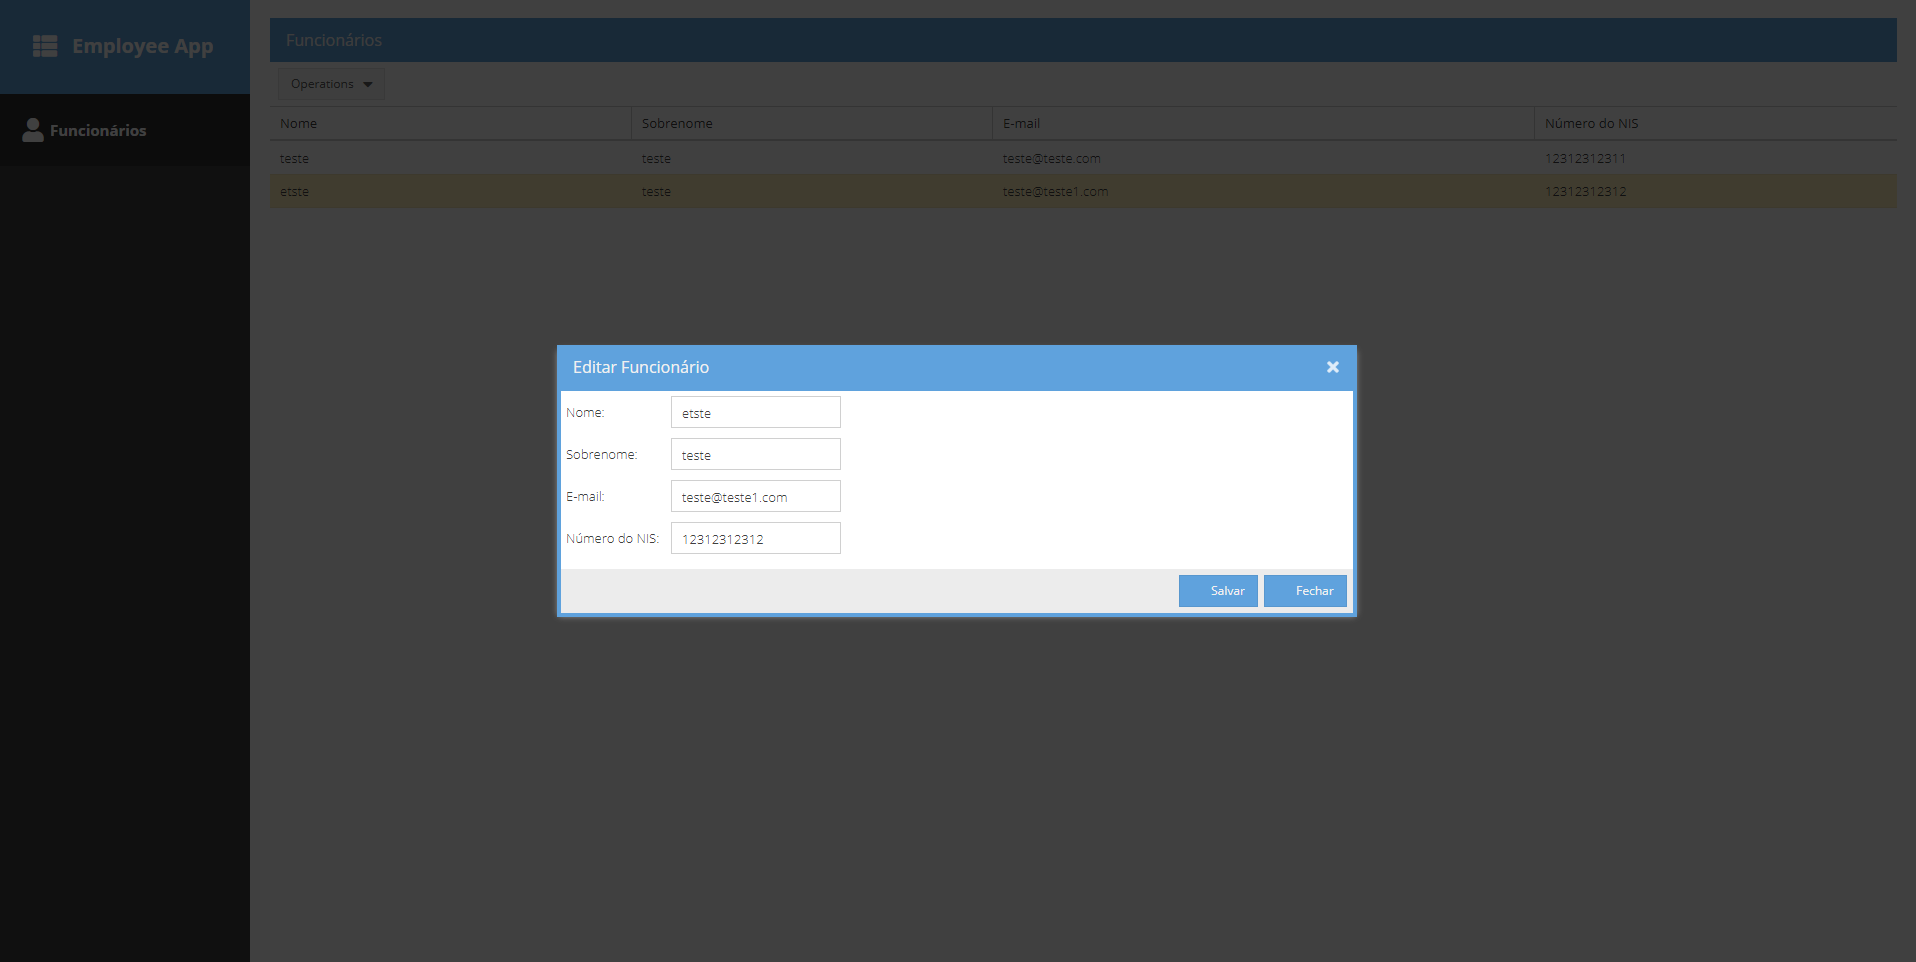 Employee App
Funcionários
Funcionários
Operations
Nome Sobrenome E-mail Número do NIS
teste teste teste@teste.com 12312312311
etste teste teste@teste1.com 12312312312
Editar Funcionário
Nome: etste
Sobrenome: teste
E-mail: teste@teste1.com
Número do NIS: 12312312312
Salvar Fechar